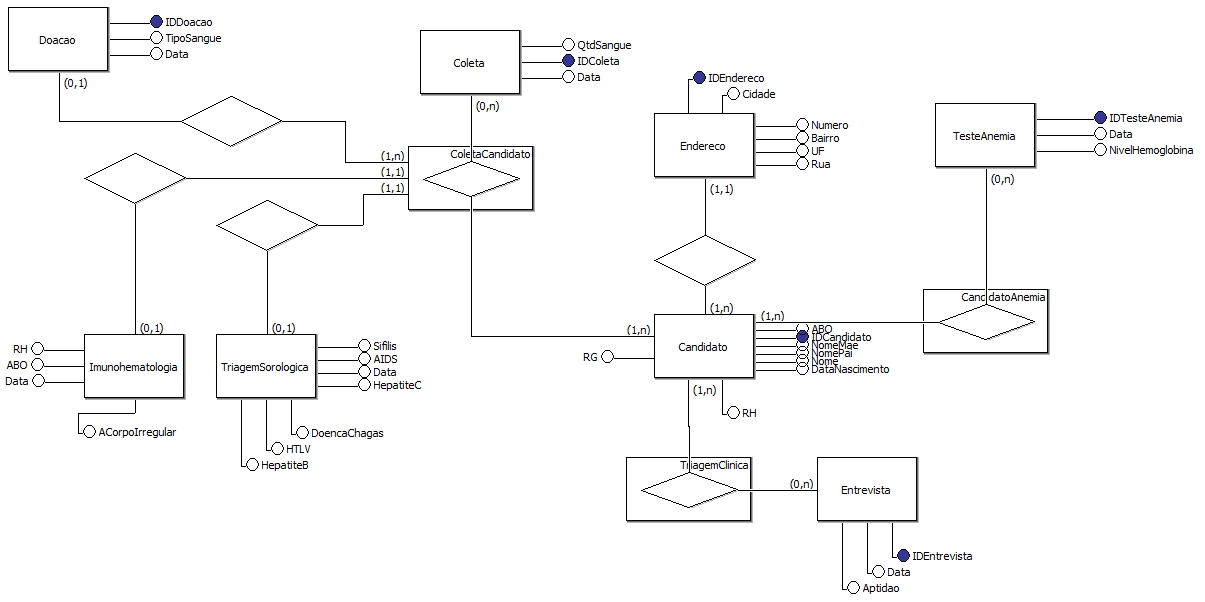 Doacao
IDDoacao
TipoSangue
Data
(0,1)
Coleta
QtdSangue
IDColeta
Data
(0,n)
IDEndereco
Cidade
Endereco
Numero
Bairro
UF
Rua
(1,1)
TesteAnemia
IDTesteAnemia
Data
NivelHemoglobina
(0,n)
ColetaCandidato
(1,n)
(1,1)
(1,1)
CandidatoAnemia
(1,n)
(1,n)
(1,n)
Candidato
RG
ABO
IDCandidato
NomeMae
NomePai
Nome
DataNascimento
(1,n)
RH
(0,1)
RH
ABO
Data
Imunohematologia
ACorpoIrregular
(0,1)
TriagemSorologica
Sifilis
AIDS
Data
HepatiteC
DoencaChagas
HTLV
HepatiteB
TriagemClinica
(0,n)
Entrevista
IDEntrevista
Data
Aptidao